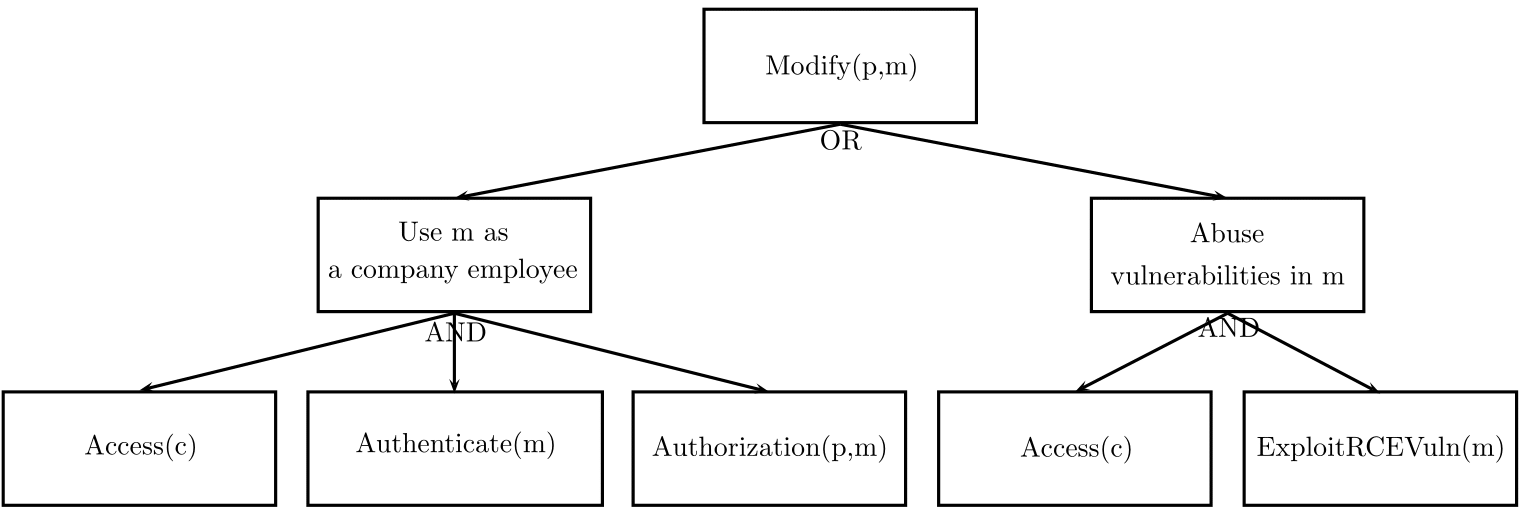 Modify(p,m)
OR
Use m as
a company employee
Abuse
vulnerabilities in m
AND
AND
Access(c)
Authenticate(m)
Authorization(p,m)
Access(c)
ExploitRCEVuln(m)